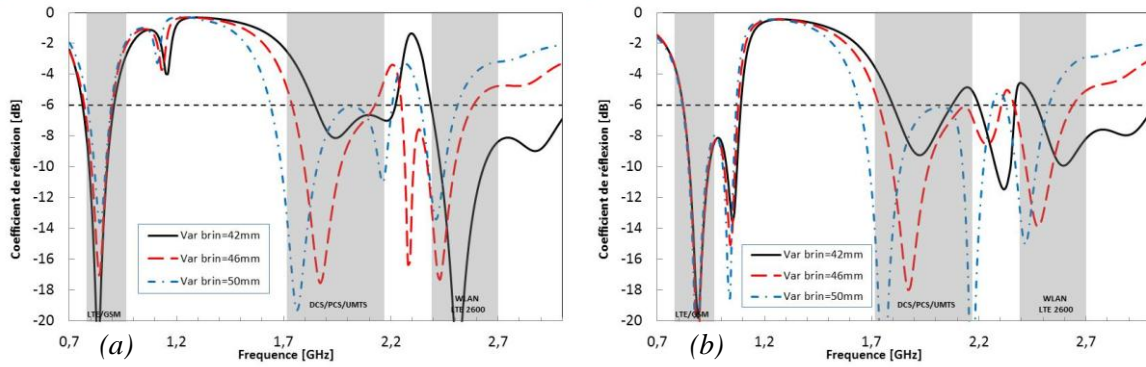 0
-2
-4
-6
-8
-10
-12
-14
-16
-18
-20
Coefficient de réflexion [dB]
Var brin=42mm
Var brin=46mm
Var brin=50mm
LTE/GSM
DCS/PCS/UMTS
WLAN
LTE 2600
0,7
1,2
1,7
2,2
2,7
(a)
Frequence [GHz]
0
-2
-4
-6
-8
-10
-12
-14
-16
-18
-20
Coefficient de réflexion [dB]
Var brin=42mm
Var brin=46mm
Var brin=50mm
LTE/GSM
DCS/PCS/UMTS
WLAN
LTE 2600
0,7
1,2
1,7
2,2
2,7
(b)
Frequence [GHz]